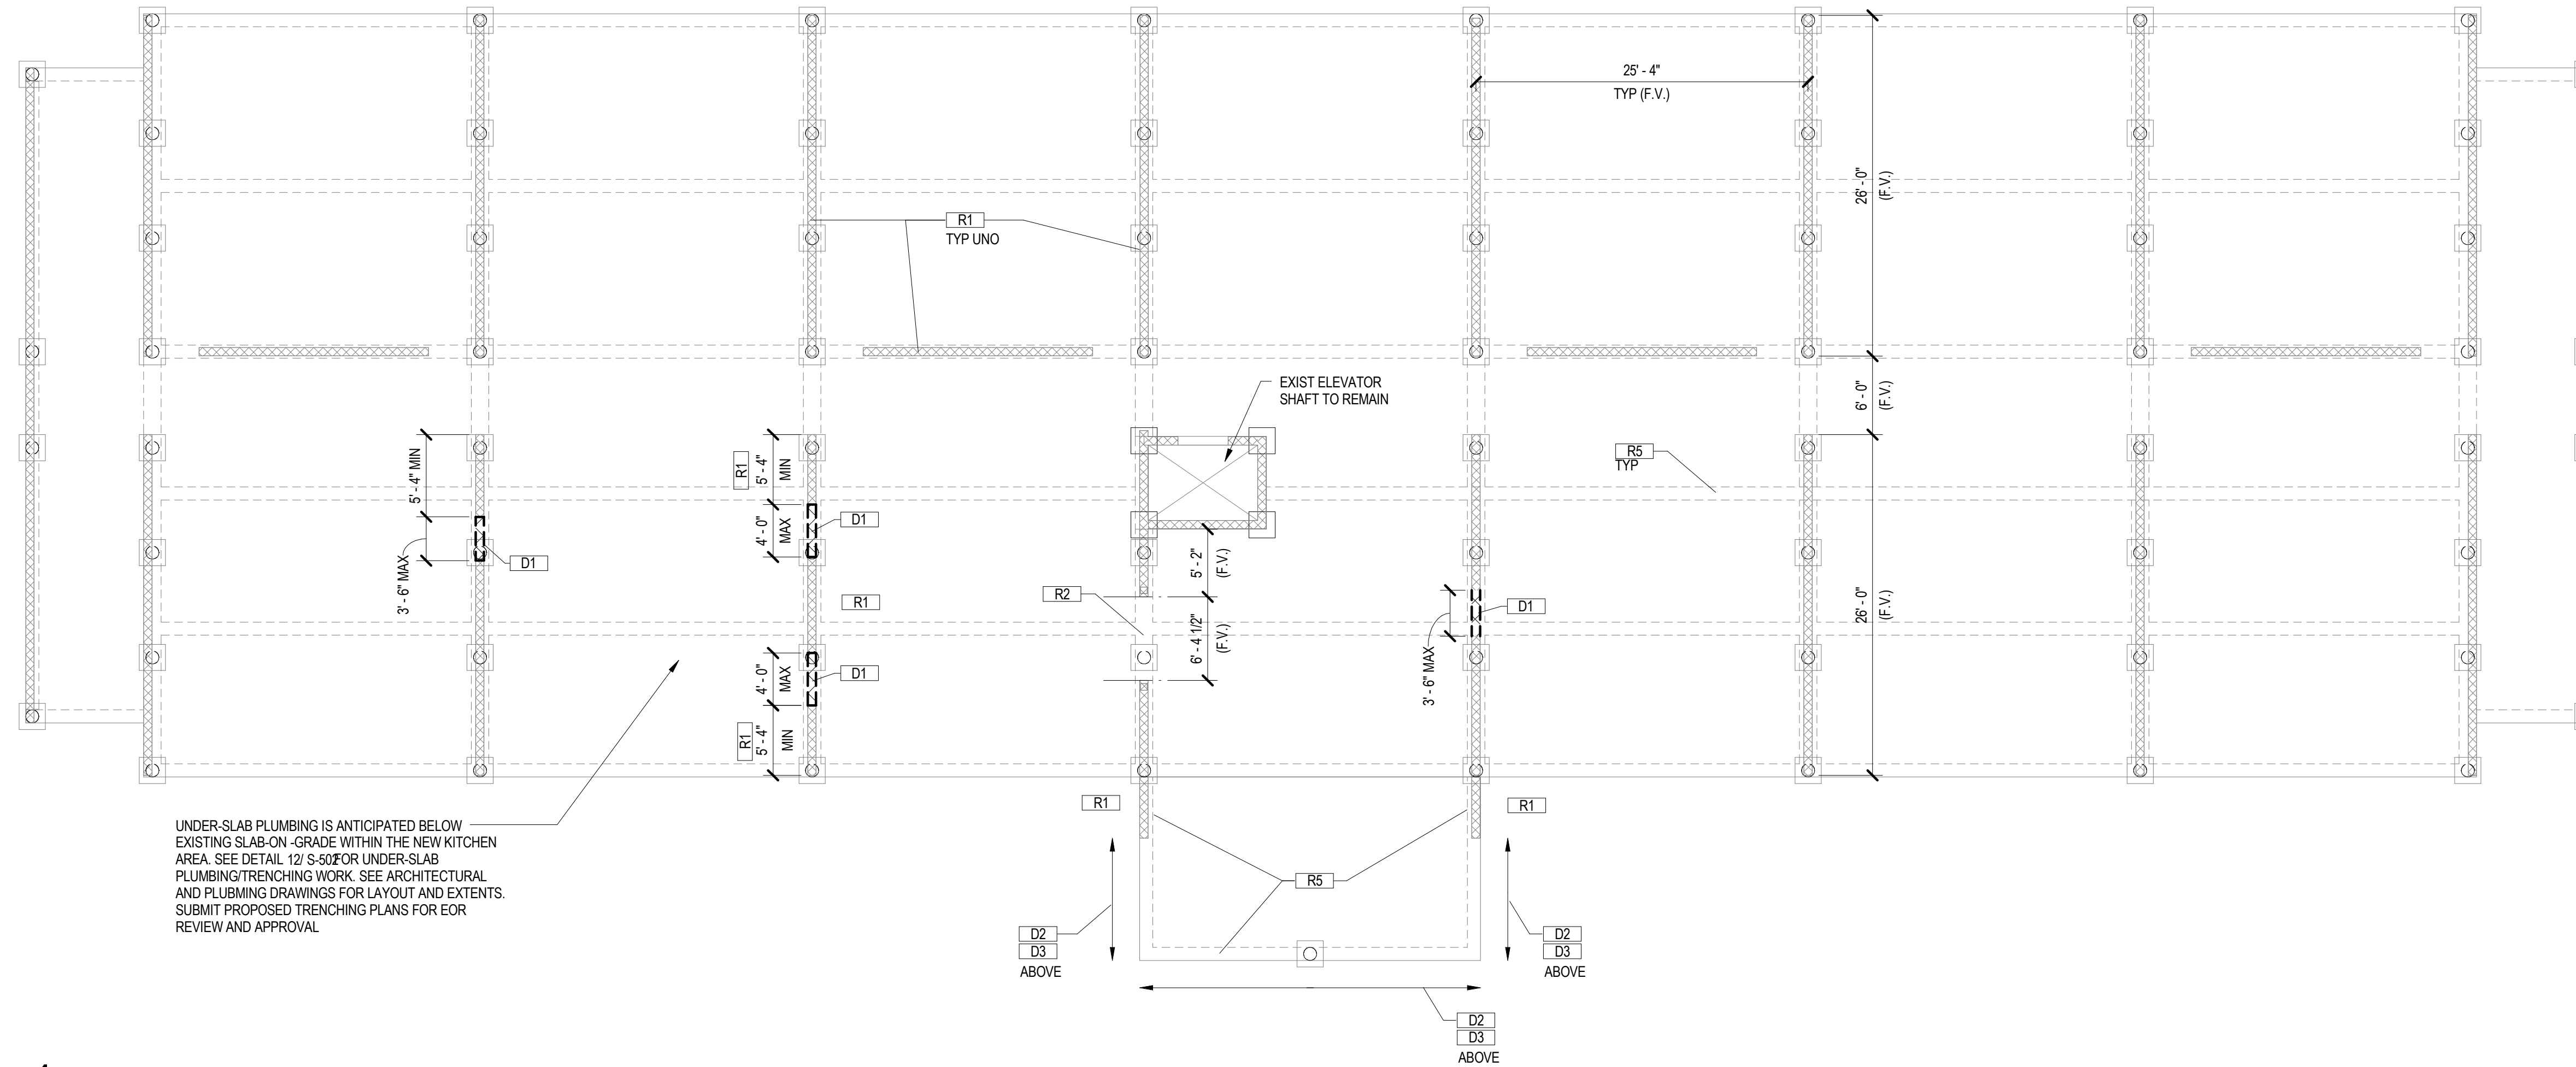 25' - 4"
TYP (F.V.)
26' - 0"
(F.V.)
R1
TYP UNO
EXIST ELEVATOR
SHAFT TO REMAIN
6' - 0"
(F.V.)
5' - 4" MIN
3' - 6" MAX
D1
R1
5' - 4"
MIN
4' - 0"
MAX
D1
R1
4' - 0"
MAX
D1
R1
5' - 4"
MIN
R2
5' - 2"
(F.V.)
6' - 4 1/2"
(F.V.)
R5
TYP
D1
3' - 6" MAX
26' - 0"
(F.V.)
UNDER-SLAB PLUMBING IS ANTICIPATED BELOW
EXISTING SLAB-ON -GRADE WITHIN THE NEW KITCHEN
AREA. SEE DETAIL 12/ S-502FOR UNDER-SLAB
PLUMBING/TRENCHING WORK. SEE ARCHITECTURAL
AND PLUBMING DRAWINGS FOR LAYOUT AND EXTENTS.
SUBMIT PROPOSED TRENCHING PLANS FOR EOR
REVIEW AND APPROVAL
R1
R1
R5
D2
D3
ABOVE
D2
D3
ABOVE
D2
D3
ABOVE